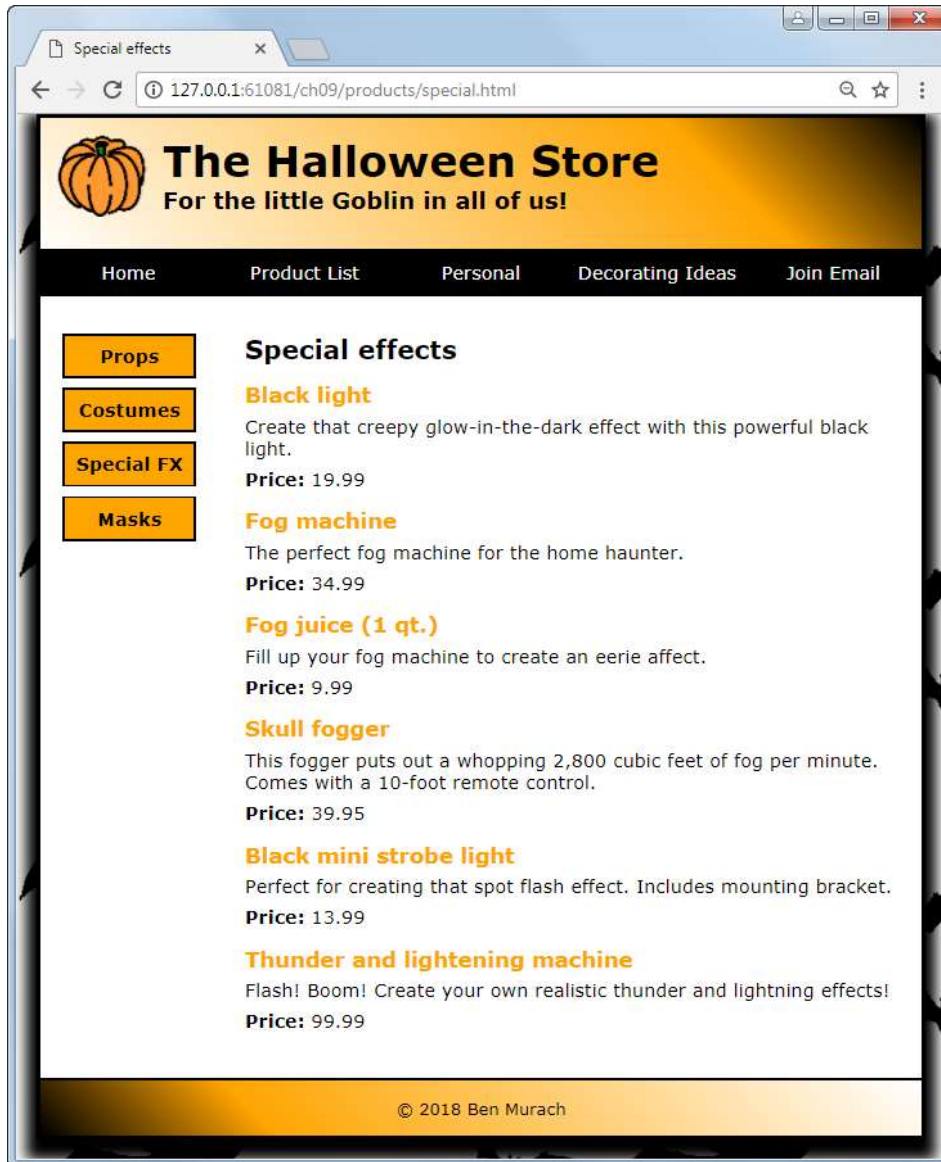 Special effects
127.0.0.1:61081/ch09/products/special.html
The Halloween Store
For the little Goblin in all of us!
Home Product List Personal Decorating Ideas Join Email
Props
Costumes
Special FX
Masks
Special effects
Black light
Create that creepy glow-in-the-dark effect with this powerful black
light.
Price: 19.99
Fog machine
The perfect fog machine for the home haunter.
Price: 34.99
Fog juice (1 qt.)
Fill up your fog machine to create an eerie affect.
Price: 9.99
Skull fogger
This fogger puts out a whopping 2,800 cubic feet of fog per minute.
Comes with a 10-foot remote control.
Price: 39.95
Black mini strobe light
Perfect for creating that spot flash effect. Includes mounting bracket.
Price: 13.99
Thunder and lightening machine
Flash! Boom! Create your own realistic thunder and lightning effects!
Price: 99.99
© 2018 Ben Murach